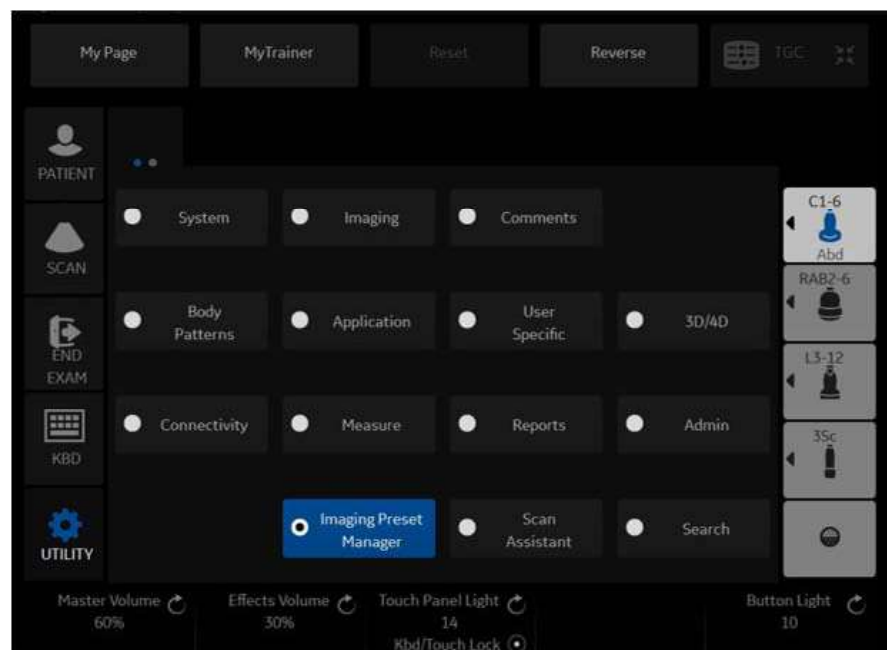 My Page
MyTrainer
Reset
Reverse
TGC
PATIENT
SCAN
END
EXAM
KBD
UTILITY
System
Imaging
Comments
Body
Patterns
Application
User
Specific
3D/4D
Connectivity
Measure
Reports
Admin
Imaging Preset
Manager
Scan
Assistant
Search
C1-6
Abd
RAB2-6
L3-12
3Sc
Master Volume
60%
Effects Volume
30%
Touch Panel Light
14
Kbd/Touch Lock
Button Light
10